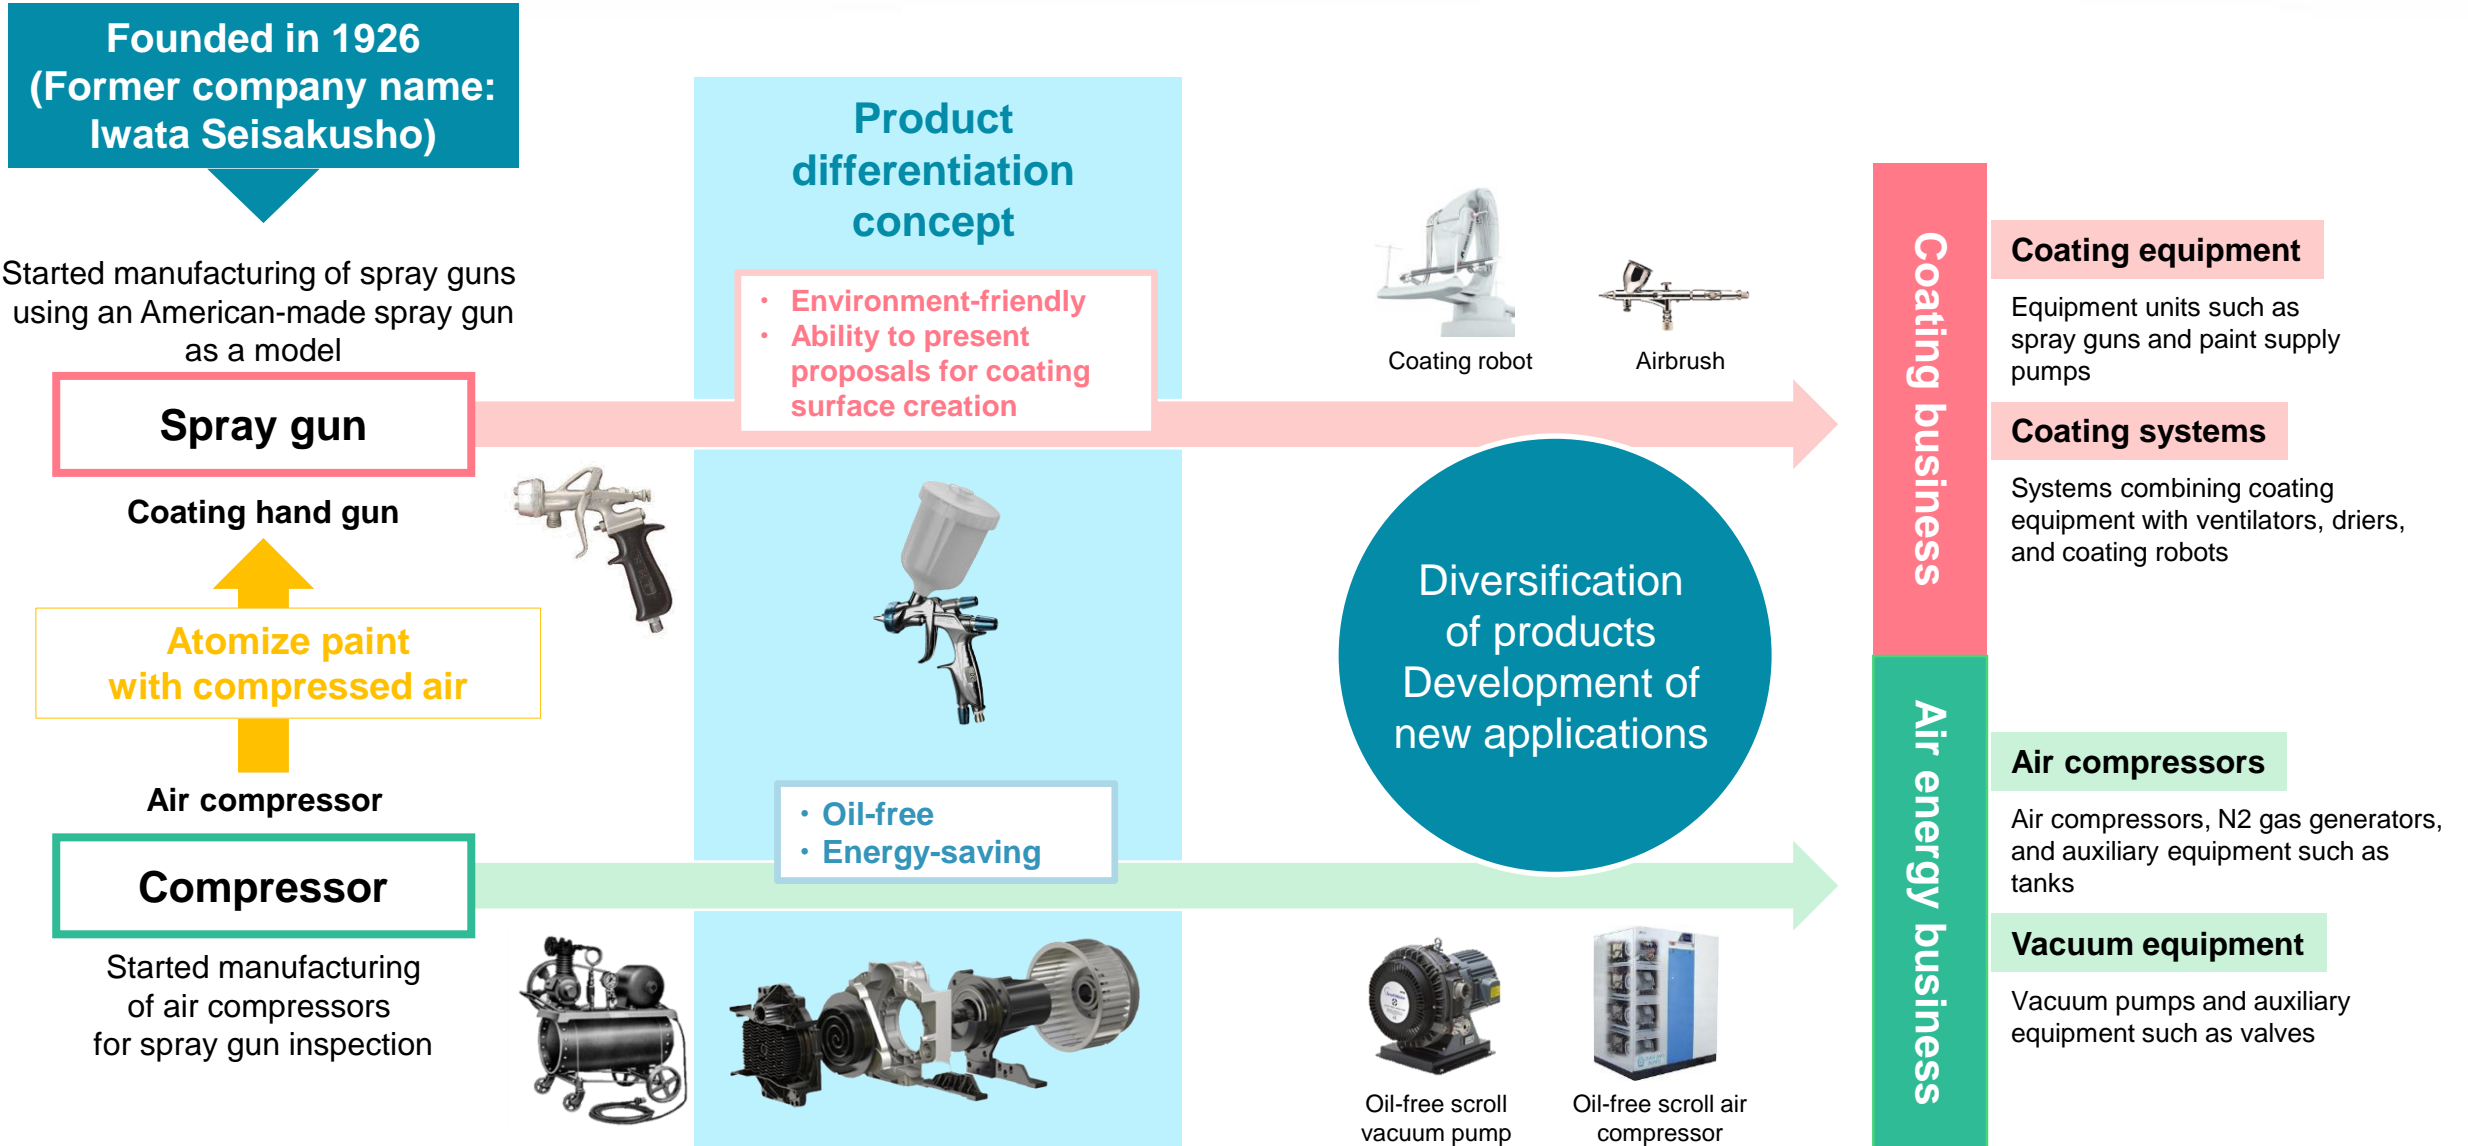 Founded in 1926
(Former company name:
Iwata Seisakusho)
Started manufacturing of spray guns
using an American-made spray gun
as a model
Spray gun
Coating hand gun
Atomize paint
with compressed air
Air compressor
Compressor
Started manufacturing
of air compressors
for spray gun inspection
Product
differentiation
concept
・ Environment-friendly
・ Ability to present
proposals for coating
surface creation
・ Oil-free
・ Energy-saving
Coating robot
Airbrush
Diversification
of products
Development of
new applications
Oil-free scroll
vacuum pump
Oil-free scroll air
compressor
Coating business
Coating equipment
Equipment units such as
spray guns and paint supply
pumps
Coating systems
Systems combining coating
equipment with ventilators, driers,
and coating robots
Air energy business
Air compressors
Air compressors, N2 gas generators,
and auxiliary equipment such as
tanks
Vacuum equipment
Vacuum pumps and auxiliary
equipment such as valves